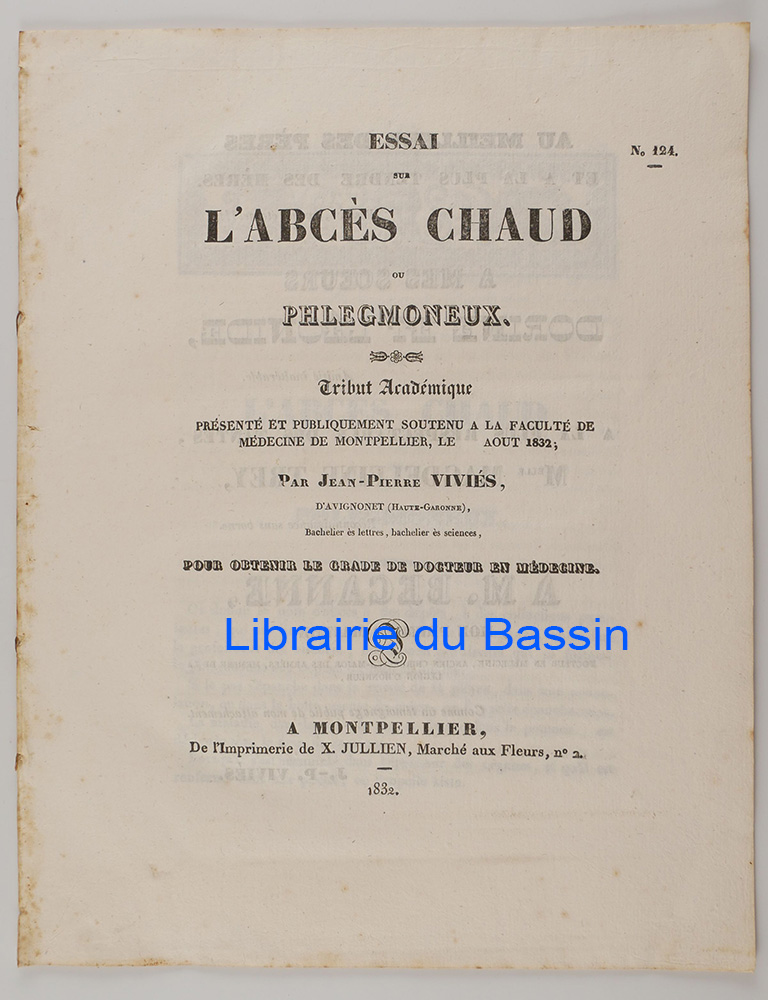 ESSAI
No 124.
SUR
L'ABCÈS CHAUD
OU
PHLEGMONEUX.
Tribut Académique
PRÉSENTÉ ET PUBLIQUEMENT SOUTENU A LA FACULTÉ DE
MÉDECINE DE MONTPELLIER, LE AOUT 1832;
PAR JEAN-PIERRE VIVIÉS,
D'AVIGNONET (HAUTE-GARONNE),
Bachelier ès lettres, bachelier ès sciences,
POUR OBTENIR LE GRADE DE DOCTEUR EN MÉDECINE.
Librairie du Bassin
A MONTPELLIER,
De l'Imprimerie de X. JULLIEN, Marché aux Fleurs, nº 2.
1832.